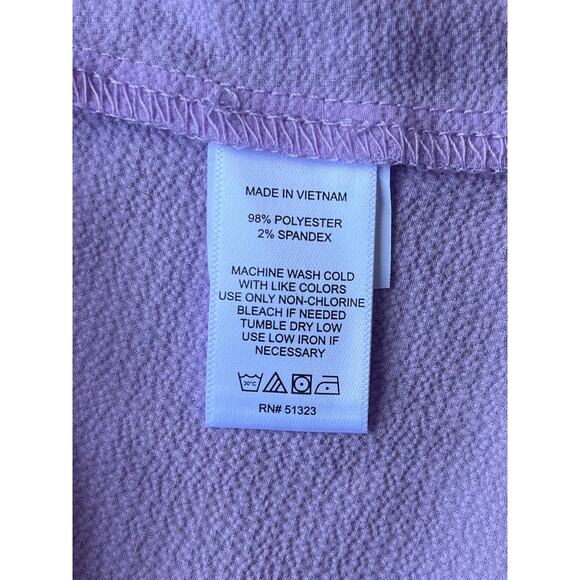 MADE IN VIETNAM
98% POLYESTER
2% SPANDEX
MACHINE WASH COLD
WITH LIKE COLORS
USE ONLY NON-CHLORINE
BLEACH IF NEEDED
TUMBLE DRY LOW
USE LOW IRON IF
NECESSARY
30°C
RN# 51323